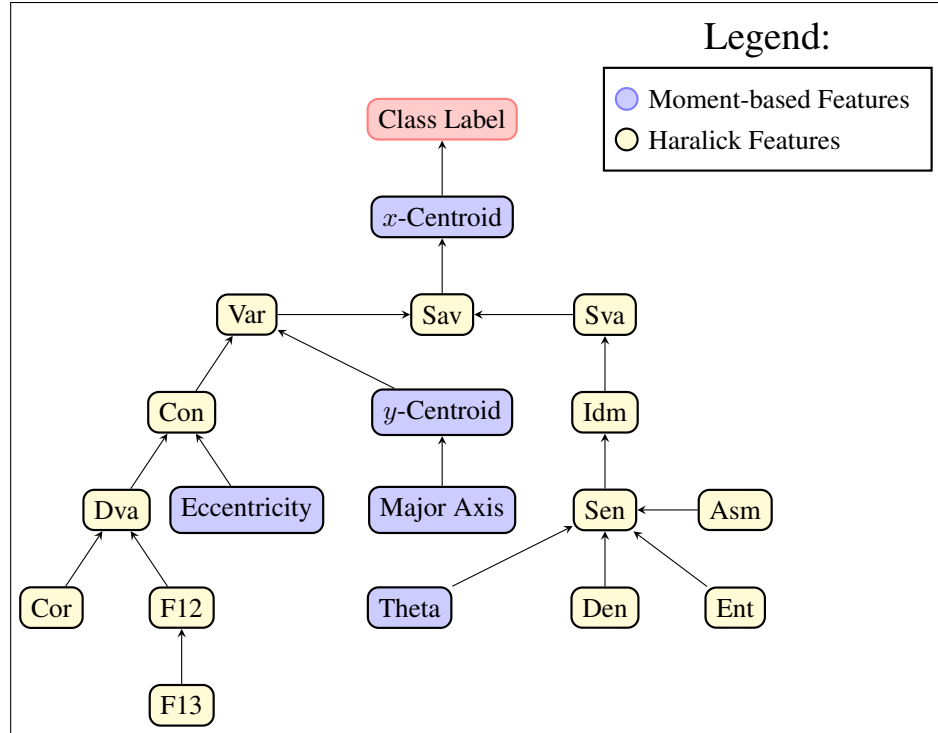 Legend:
Moment-based Features
Haralick Features
Class Label
x-Centroid
Var
Sav
Sva
Con
y-Centroid
Idm
Dva
Eccentricity
Major Axis
Sen
Asm
Cor
F12
Theta
Den
Ent
F13